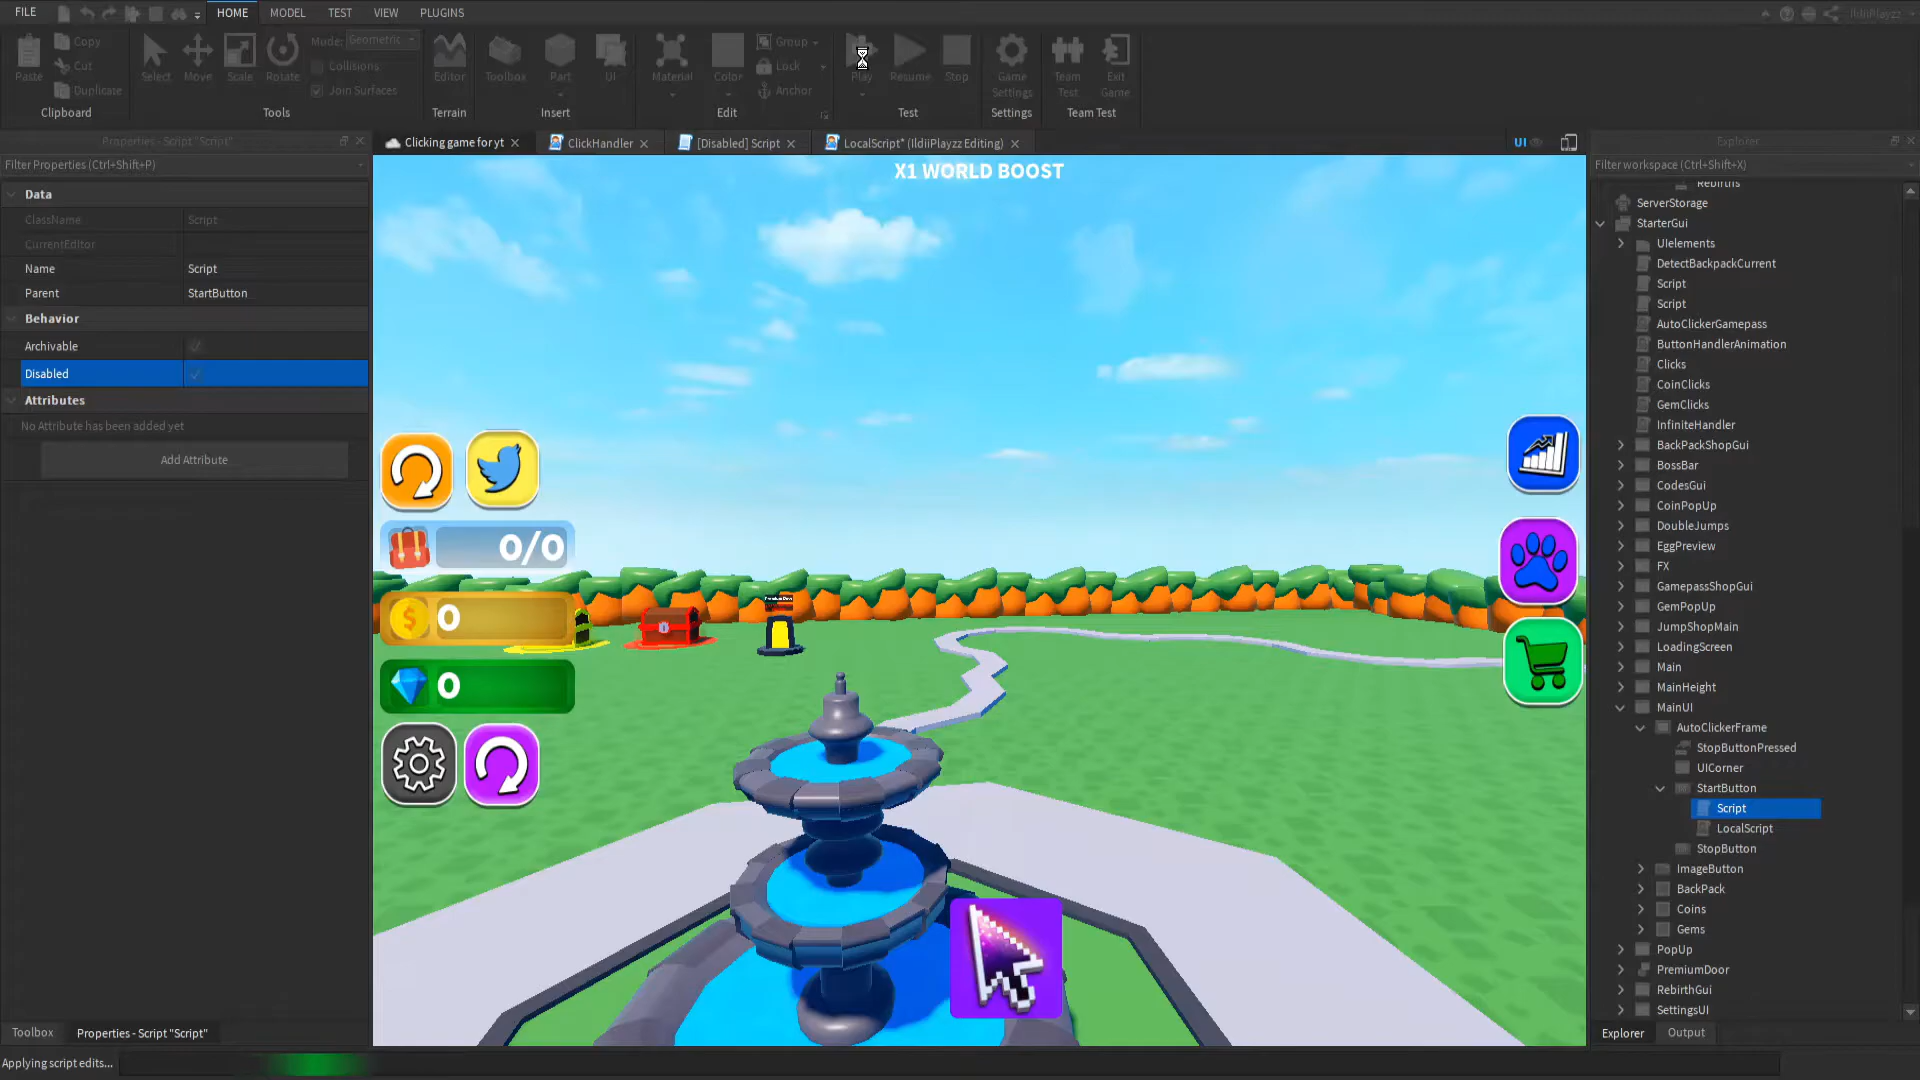 FILE HOME MODEL TEST VIEW PLUGINS IldiiPlayzz
Paste Copy Cut Duplicate Select Move Scale Rotate Mode: Geometric Collisions Join Surfaces Editor Toolbox Part UI Material Color Group Lock Anchor Play Resume Stop Game Settings Team Test Exit Game
Clipboard Tools Terrain Insert Edit Test Settings Team Test
Properties - Script "Script"
Clicking game for yt ClickHandler [Disabled] Script LocalScript* (IldiiPlayzz Editing) UI
Explorer
Filter Properties (Ctrl+Shift+P)
Filter workspace (Ctrl+Shift+X)
Data
ClassName Script
CurrentEditor
Name Script
Parent StartButton
Behavior
Archivable
Disabled
Attributes
No Attribute has been added yet
Add Attribute
X1 WORLD BOOST
0/0
0
0
Rebirths
ServerStorage
StarterGui
UIelements
DetectBackpackCurrent
Script
Script
AutoClickerGamepass
ButtonHandlerAnimation
Clicks
CoinClicks
GemClicks
InfiniteHandler
BackPackShopGui
BossBar
CodesGui
CoinPopUp
DoubleJumps
EggPreview
FX
GamepassShopGui
GemPopUp
JumpShopMain
LoadingScreen
Main
MainHeight
MainUI
AutoClickerFrame
StopButtonPressed
UICorner
StartButton
Script
LocalScript
StopButton
ImageButton
BackPack
Coins
Gems
PopUp
PremiumDoor
RebirthGui
SettingsUI
Toolbox Properties - Script "Script"
Explorer Output
Applying script edits...